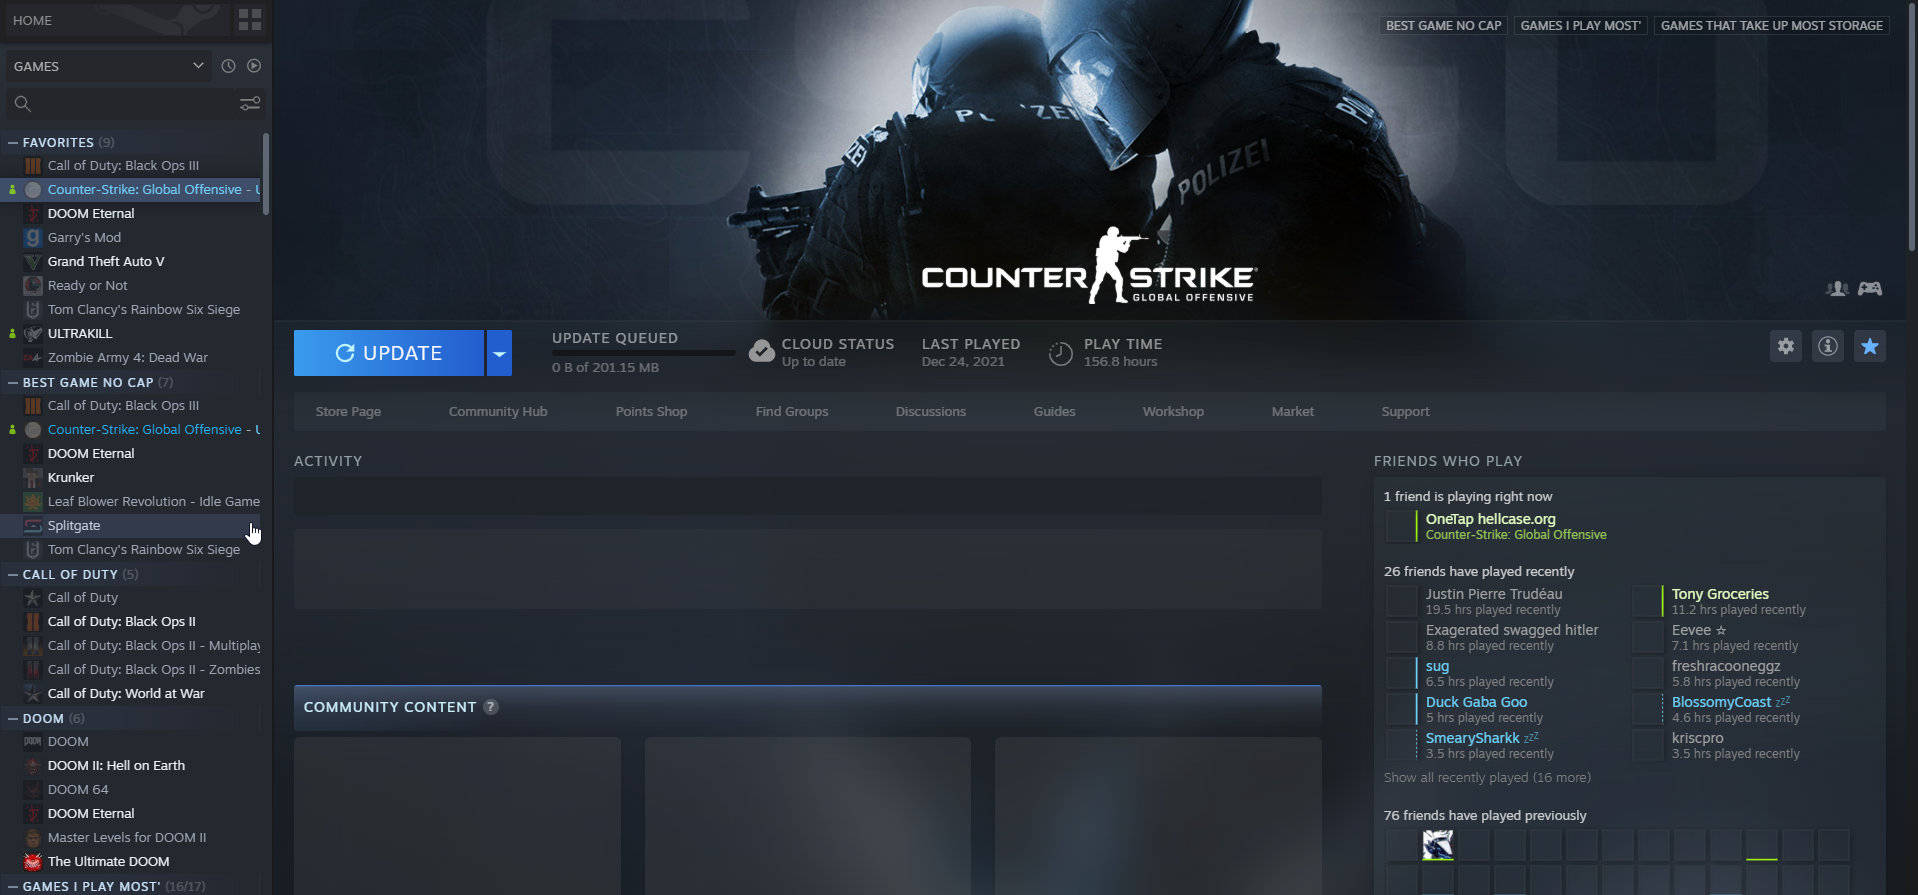 HOME
GAMES
FAVORITES (9)
Call of Duty: Black Ops III
Counter-Strike: Global Offensive - U
DOOM Eternal
Garry's Mod
Grand Theft Auto V
Ready or Not
Tom Clancy's Rainbow Six Siege
ULTRAKILL
Zombie Army 4: Dead War
BEST GAME NO CAP (7)
Call of Duty: Black Ops III
Counter-Strike: Global Offensive - U
DOOM Eternal
Krunker
Leaf Blower Revolution - Idle Game
Splitgate
Tom Clancy's Rainbow Six Siege
CALL OF DUTY (5)
Call of Duty
Call of Duty: Black Ops II
Call of Duty: Black Ops II - Multiplay
Call of Duty: Black Ops II - Zombies
Call of Duty: World at War
DOOM (6)
DOOM
DOOM II: Hell on Earth
DOOM 64
DOOM Eternal
Master Levels for DOOM II
The Ultimate DOOM
GAMES I PLAY MOST' (16/17)
BEST GAME NO CAP
GAMES I PLAY MOST'
GAMES THAT TAKE UP MOST STORAGE
POLIZEI
COUNTER STRIKE
GLOBAL OFFENSIVE
UPDATE
UPDATE QUEUED
0 B of 201.15 MB
CLOUD STATUS
Up to date
LAST PLAYED
Dec 24, 2021
PLAY TIME
156.8 hours
Store Page
Community Hub
Points Shop
Find Groups
Discussions
Guides
Workshop
Market
Support
ACTIVITY
COMMUNITY CONTENT ?
FRIENDS WHO PLAY
1 friend is playing right now
OneTap hellcase.org
Counter-Strike: Global Offensive
26 friends have played recently
Justin Pierre Trudéau
19.5 hrs played recently
Tony Groceries
11.2 hrs played recently
Exagerated swagged hitler
8.8 hrs played recently
Eevee ☆
7.1 hrs played recently
sug
6.5 hrs played recently
freshracooneggz
5.8 hrs played recently
Duck Gaba Goo
5 hrs played recently
BlossomyCoast zzZ
4.6 hrs played recently
SmearySharkk zzZ
3.5 hrs played recently
kriscpro
3.5 hrs played recently
Show all recently played (16 more)
76 friends have played previously